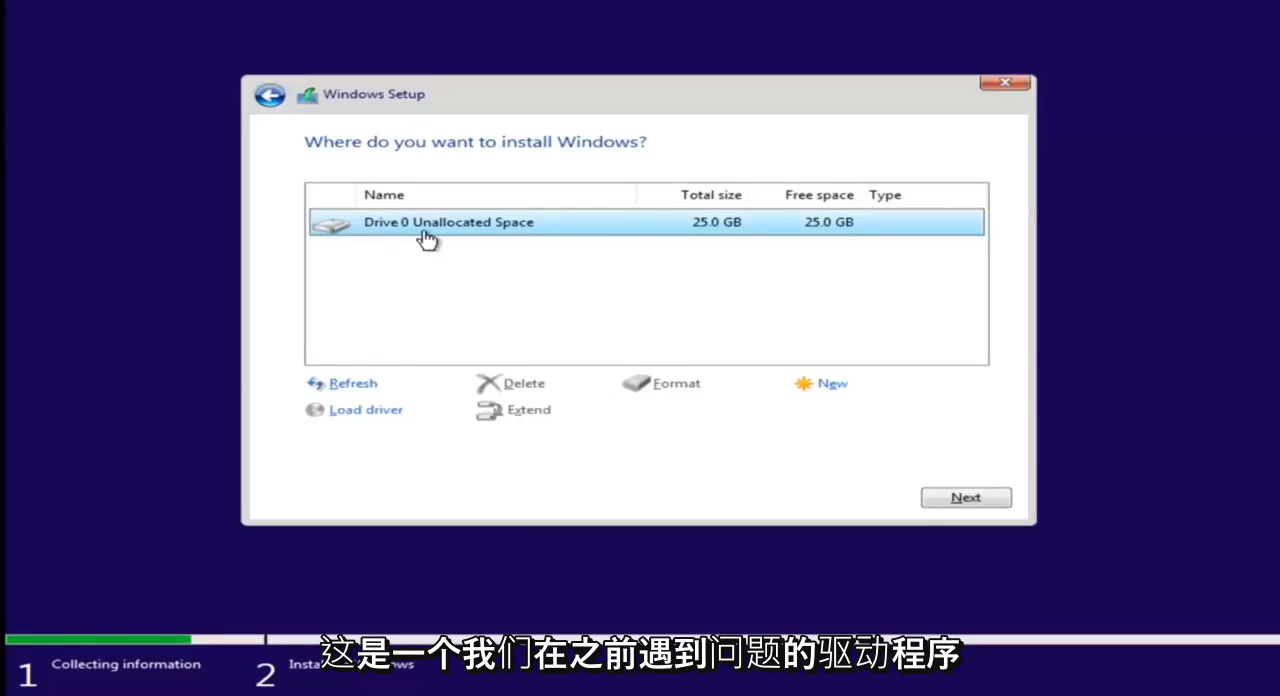 Windows Setup
Where do you want to install Windows?
Name Total size Free space Type
Drive 0 Unallocated Space 25.0 GB 25.0 GB
Refresh Delete Format New
Load driver Extend
Next
这是一个我们在之前遇到问题的驱动程序
1 Collecting information 2